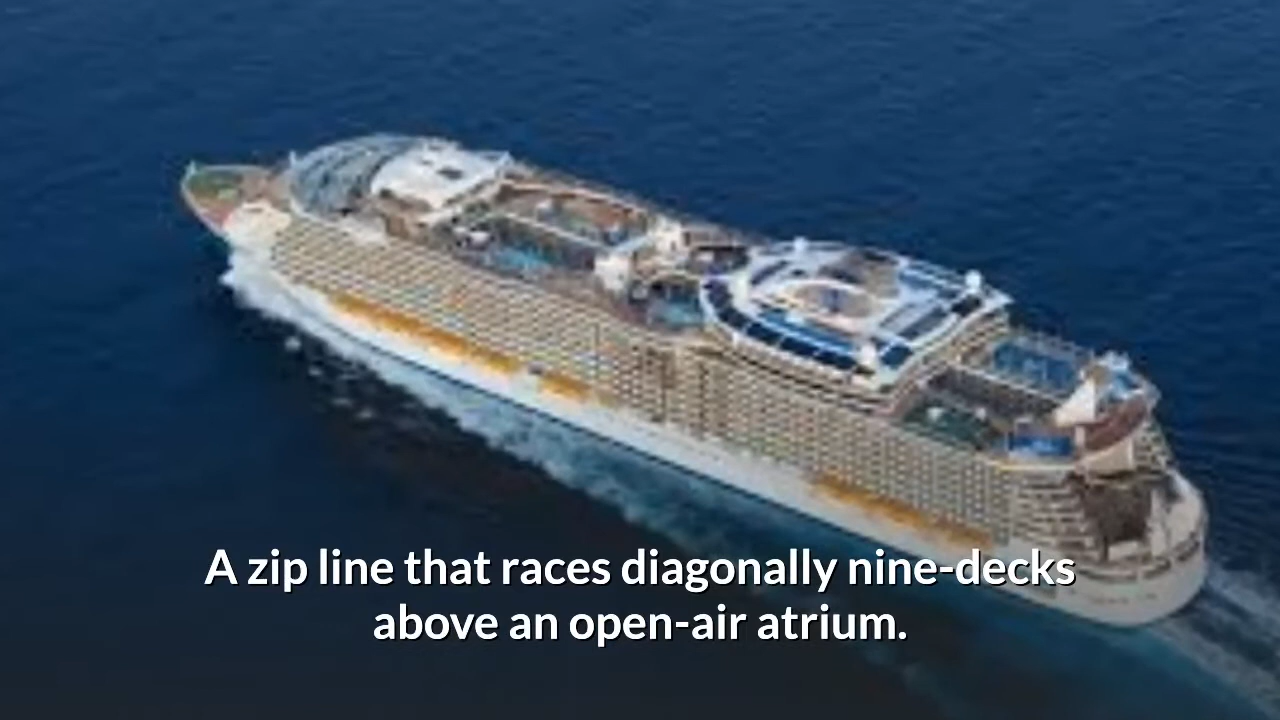 A zip line that races diagonally nine-decks
above an open-air atrium.